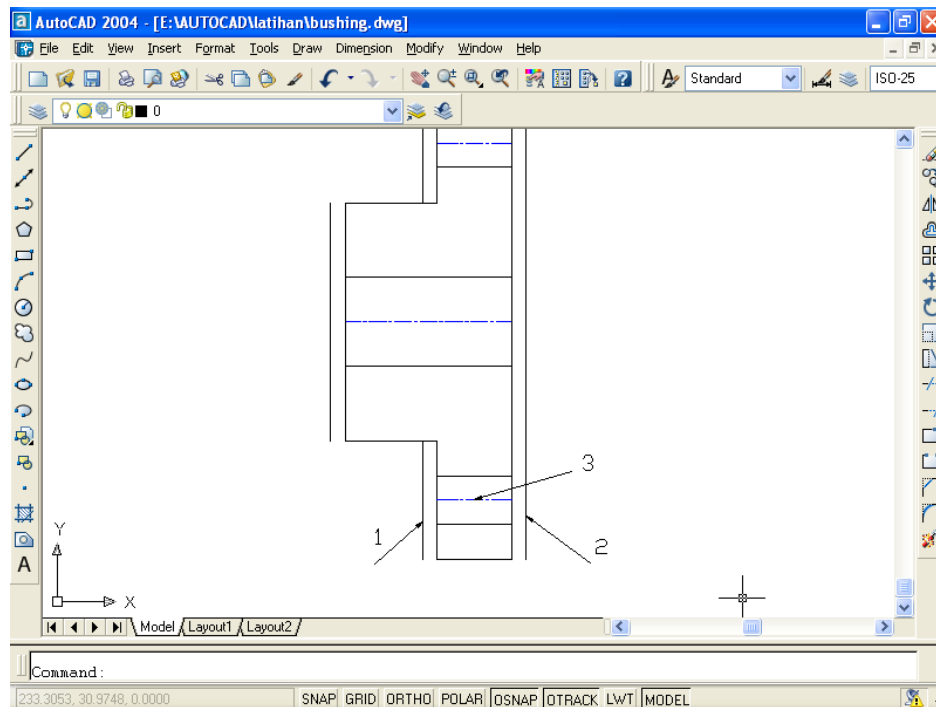 AutoCAD 2004 - [E:\AUTOCAD\latihan\bushing.dwg]
File Edit View Insert Format Tools Draw Dimension Modify Window Help
Standard ISO-25
0
3
1
2
Y
X
A
Model Layout1 Layout2
Command:
233.3053, 30.9748, 0.0000 SNAP GRID ORTHO POLAR OSNAP OTRACK LWT MODEL